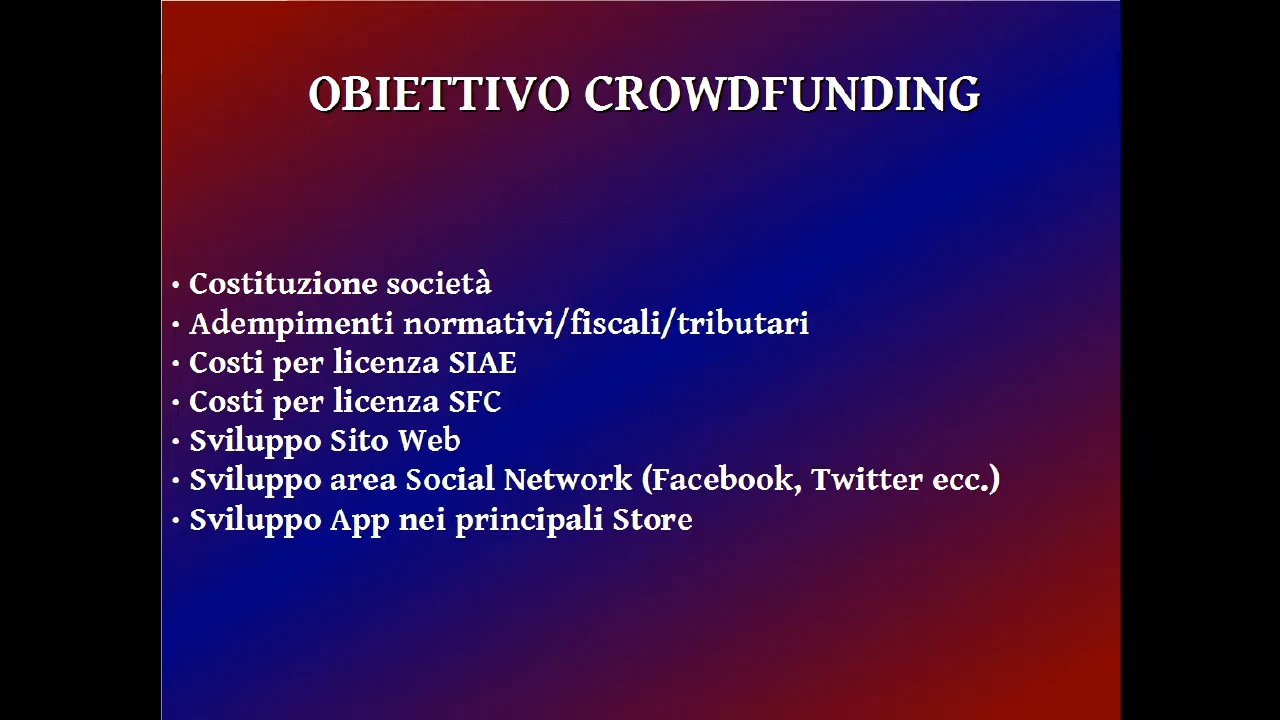 OBIETTIVO CROWDFUNDING
• Costituzione società
• Adempimenti normativi/fiscali/tributari
• Costi per licenza SIAE
• Costi per licenza SFC
• Sviluppo Sito Web
• Sviluppo area Social Network (Facebook, Twitter ecc.)
• Sviluppo App nei principali Store